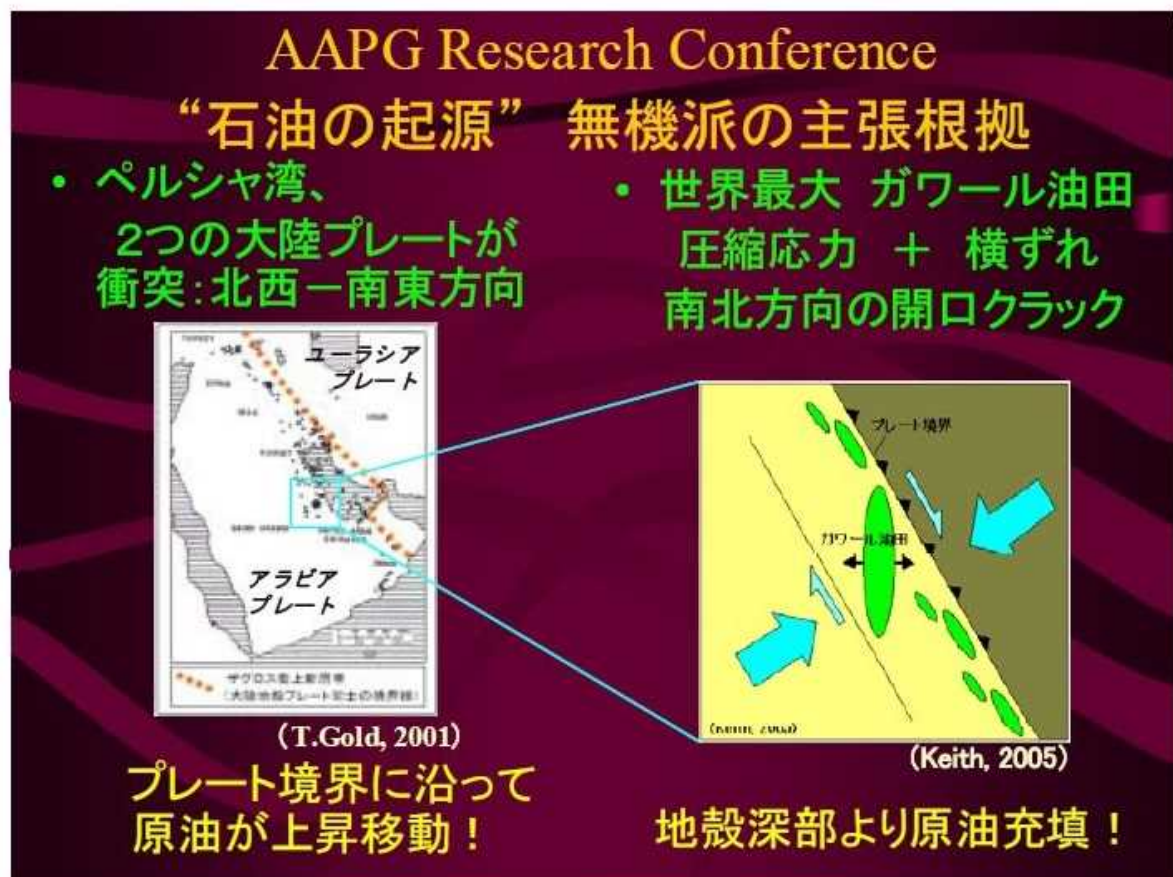 AAPG Research Conference
“石油の起源” 無機派の主張根拠
• ペルシャ湾、
2つの大陸プレートが
衝突:北西－南東方向
• 世界最大 ガワール油田
圧縮応力 ＋ 横ずれ
南北方向の開口クラック
ユーラシア
プレート
アラビア
プレート
(T.Gold, 2001)
プレート境界に沿って
原油が上昇移動！
プレート境界
ガワール油田
(Keith, 2005)
地殻深部より原油充填！